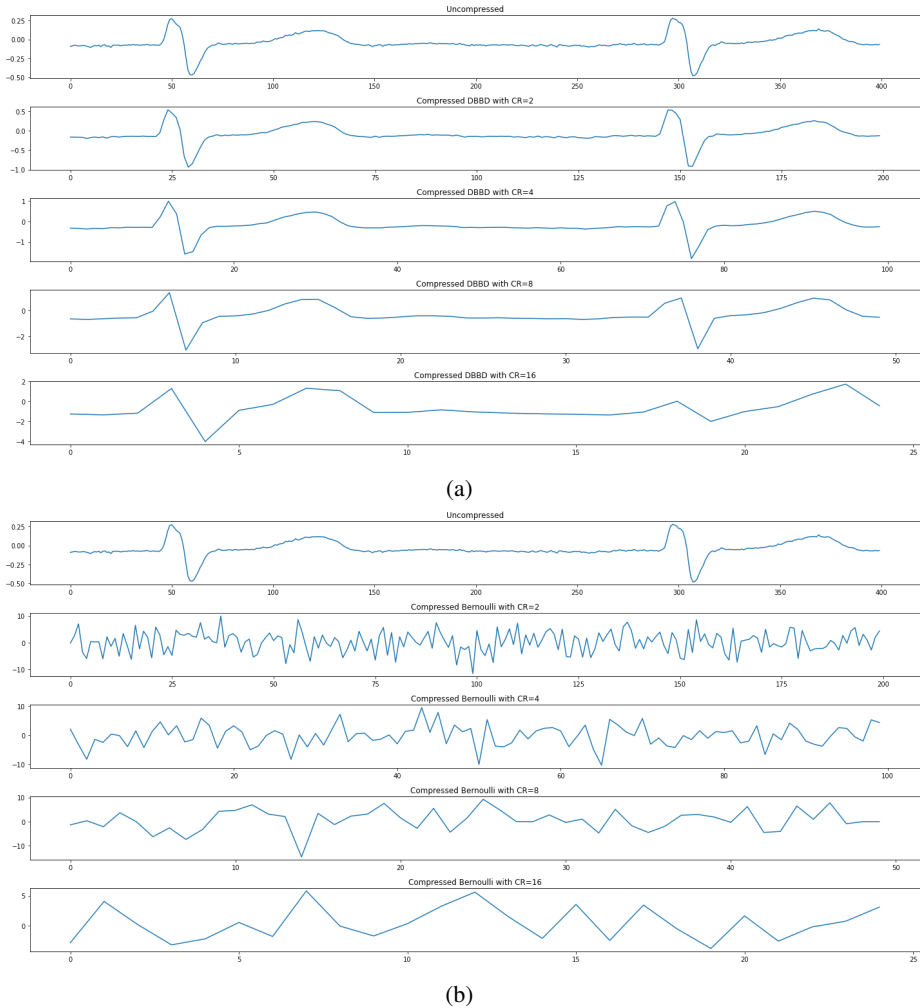 Uncompressed
0.25
0.00
−0.25
−0.50
0 50 100 150 200 250 300 350 400
Compressed DBBD with CR=2
0.5
0.0
−0.5
−1.0
0 25 50 75 100 125 150 175 200
Compressed DBBD with CR=4
1
0
−1
0 20 40 60 80 100
Compressed DBBD with CR=8
0
−2
0 10 20 30 40 50
Compressed DBBD with CR=16
2
0
−2
−4
0 5 10 15 20 25
(a)
Uncompressed
0.25
0.00
−0.25
−0.50
0 50 100 150 200 250 300 350 400
Compressed Bernoulli with CR=2
10
0
−10
0 25 50 75 100 125 150 175 200
Compressed Bernoulli with CR=4
10
0
−10
0 20 40 60 80 100
Compressed Bernoulli with CR=8
10
0
−10
0 10 20 30 40 50
Compressed Bernoulli with CR=16
5
0
0 5 10 15 20 25
(b)